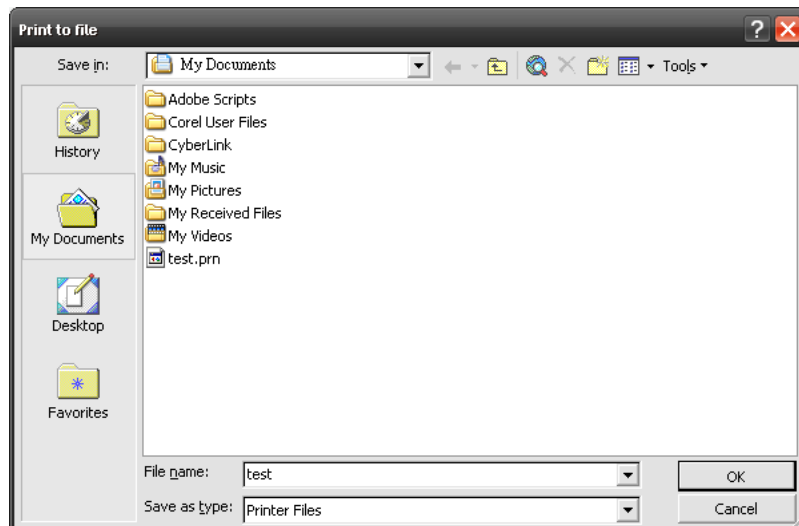 Print to file
Save in: My Documents Tools
History
My Documents
Desktop
Favorites
Adobe Scripts
Corel User Files
CyberLink
My Music
My Pictures
My Received Files
My Videos
test.prn
File name: test OK
Save as type: Printer Files Cancel